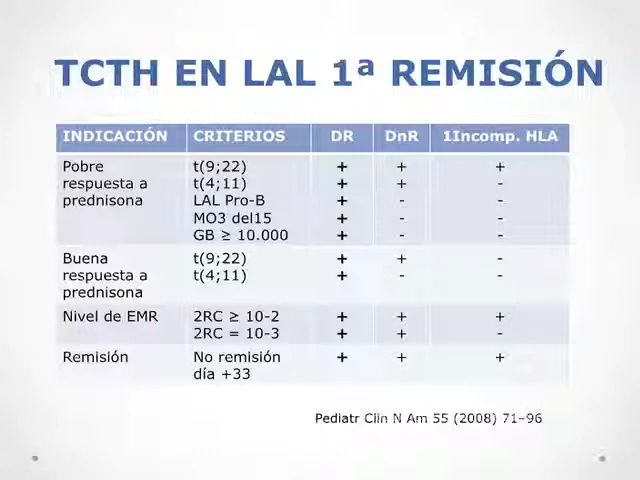 TCTH EN LAL 1ª REMISIÓN
INDICACIÓN CRITERIOS DR DnR 1Incomp. HLA
Pobre t(9;22) + + +
respuesta a t(4;11) + + -
prednisona LAL Pro-B + - -
MO3 del15 + - -
GB ≥ 10.000 + - -
Buena t(9;22) + + -
respuesta a t(4;11) + - -
prednisona
Nivel de EMR 2RC ≥ 10-2 + + +
2RC = 10-3 + + -
Remisión No remisión + + +
día +33
Pediatr Clin N Am 55 (2008) 71–96